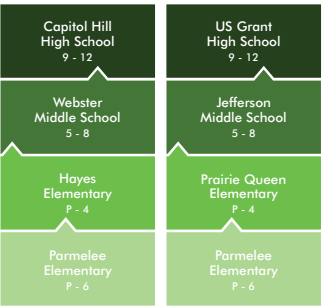 Capitol Hill
High School
9 - 12
Webster
Middle School
5 - 8
Hayes
Elementary
P - 4
Parmelee
Elementary
P - 6
US Grant
High School
9 - 12
Jefferson
Middle School
5 - 8
Prairie Queen
Elementary
P - 4
Parmelee
Elementary
P - 6